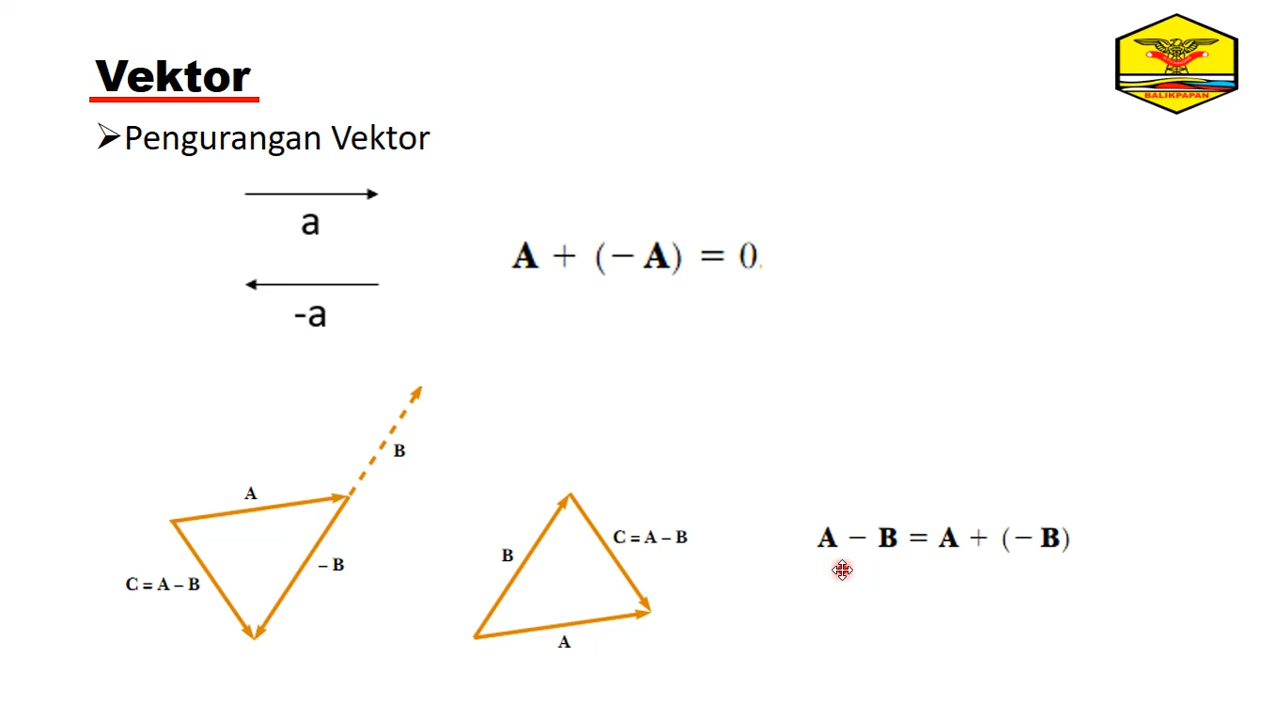 Vektor
BALIKPAPAN
➢Pengurangan Vektor
a
A + (− A) = 0.
-a
B
A
C = A – B
– B
B
C = A – B
A
A − B = A + (− B)